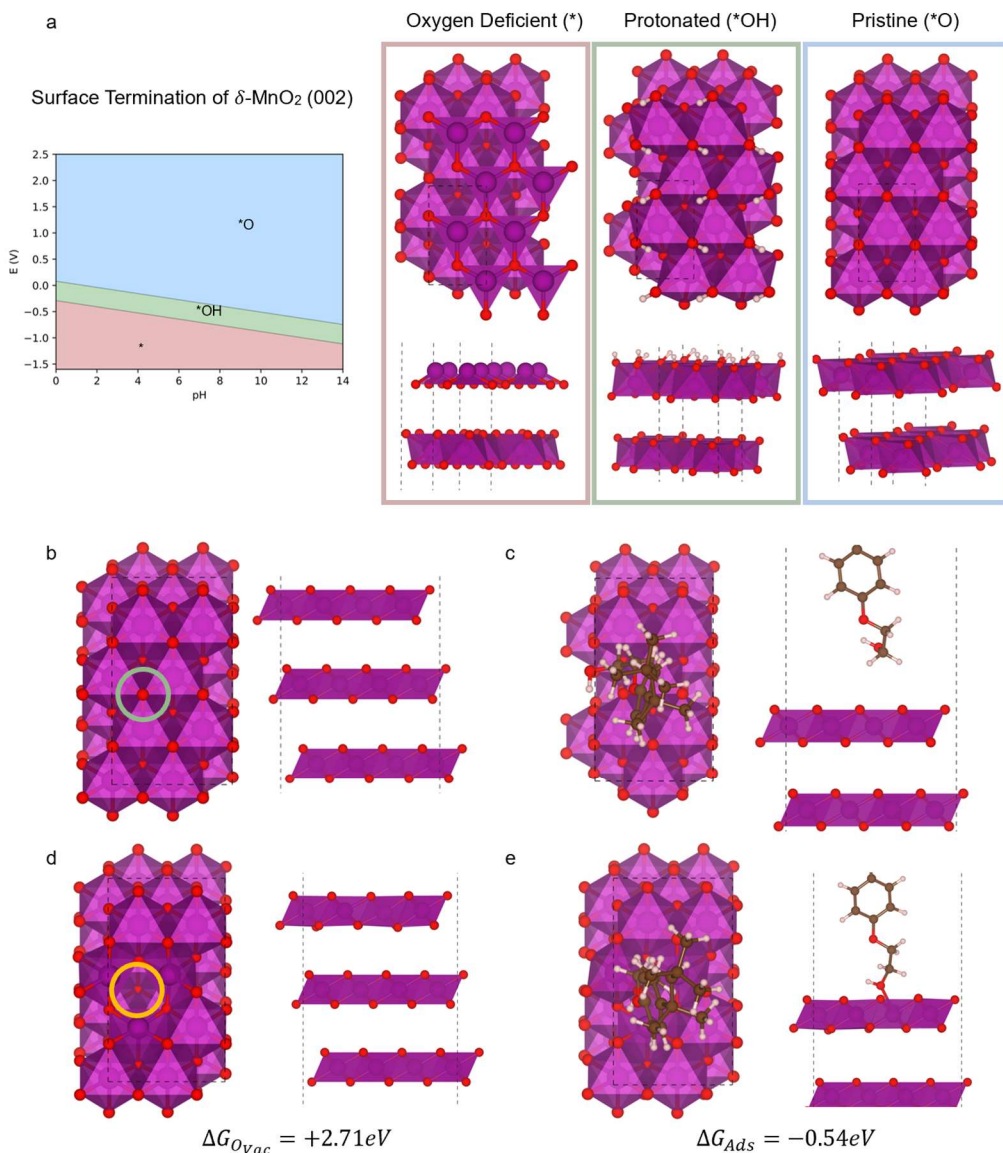 a
Oxygen Deficient (*)
Protonated (*OH)
Pristine (*O)
Surface Termination of δ-MnO₂ (002)
2.5
2.0
1.5
1.0
0.5
0.0
−0.5
−1.0
−1.5
E (V)
*O
*OH
*
0 2 4 6 8 10 12 14
pH
b
c
d
e
ΔG_{O_{Vac}} = +2.71eV
ΔG_{Ads} = −0.54eV